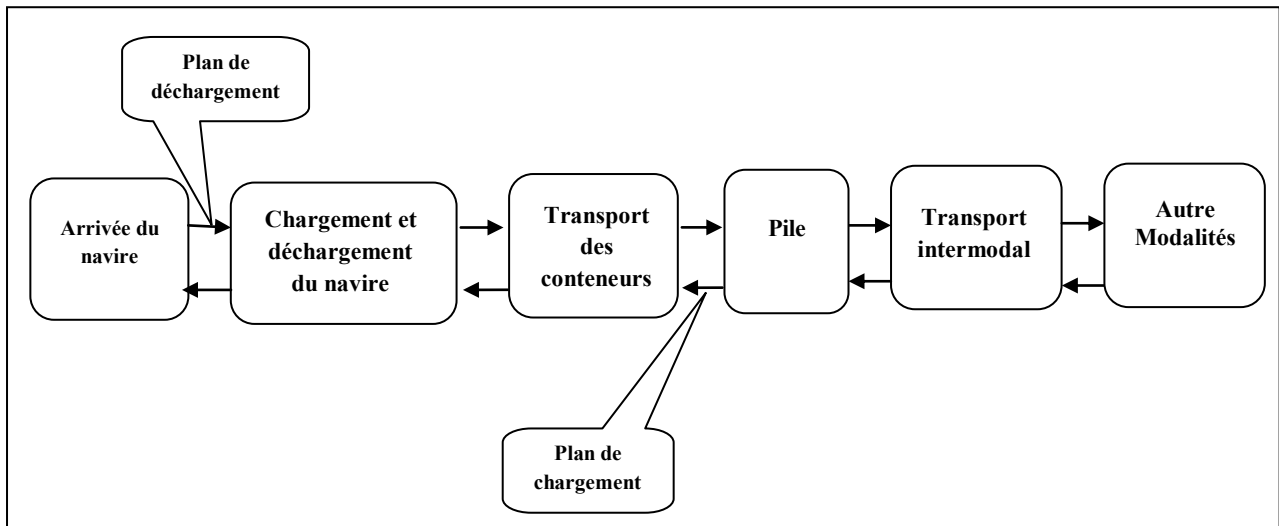 Plan de
déchargement
Arrivée du
navire
Chargement et
déchargement
du navire
Transport
des
conteneurs
Pile
Transport
intermodal
Autre
Modalités
Plan de
chargement